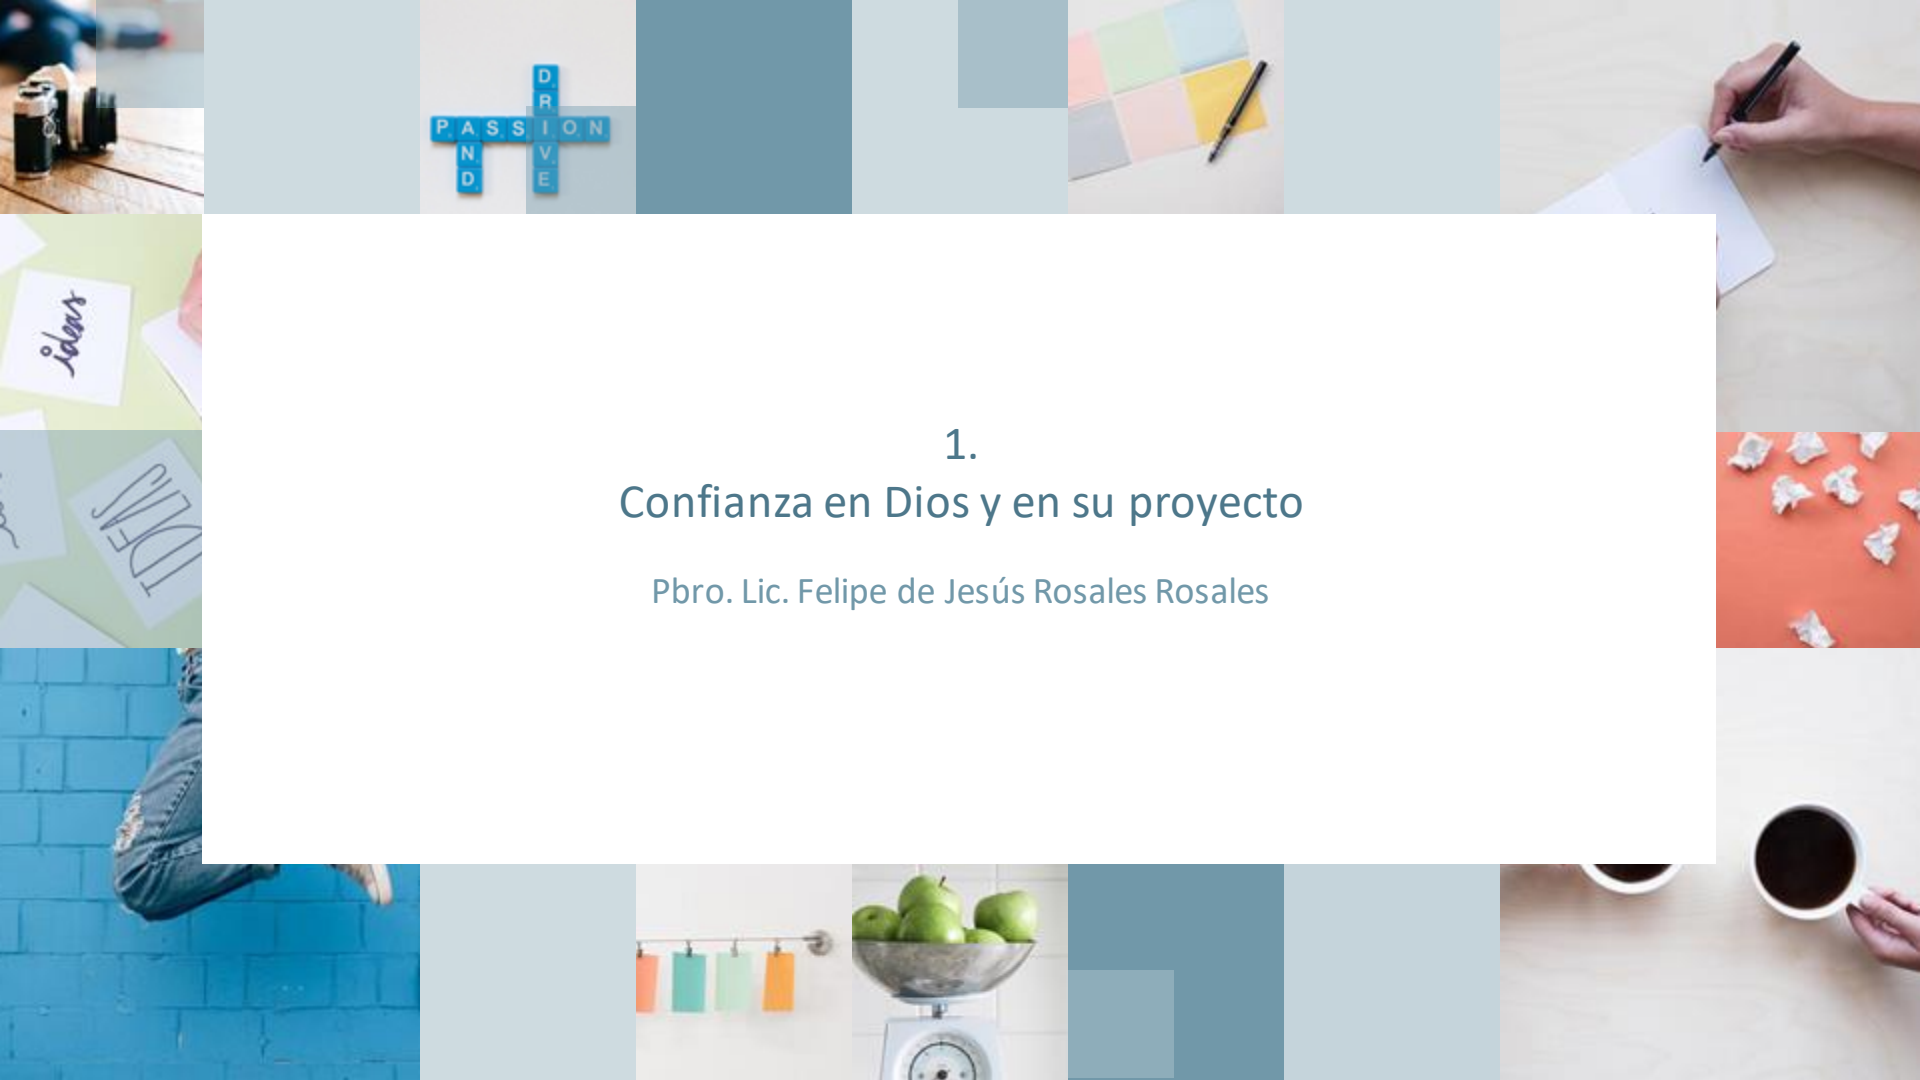 DRIVE
PASSION
AND
ideas
IDEAS
1.
Confianza en Dios y en su proyecto
Pbro. Lic. Felipe de Jesús Rosales Rosales